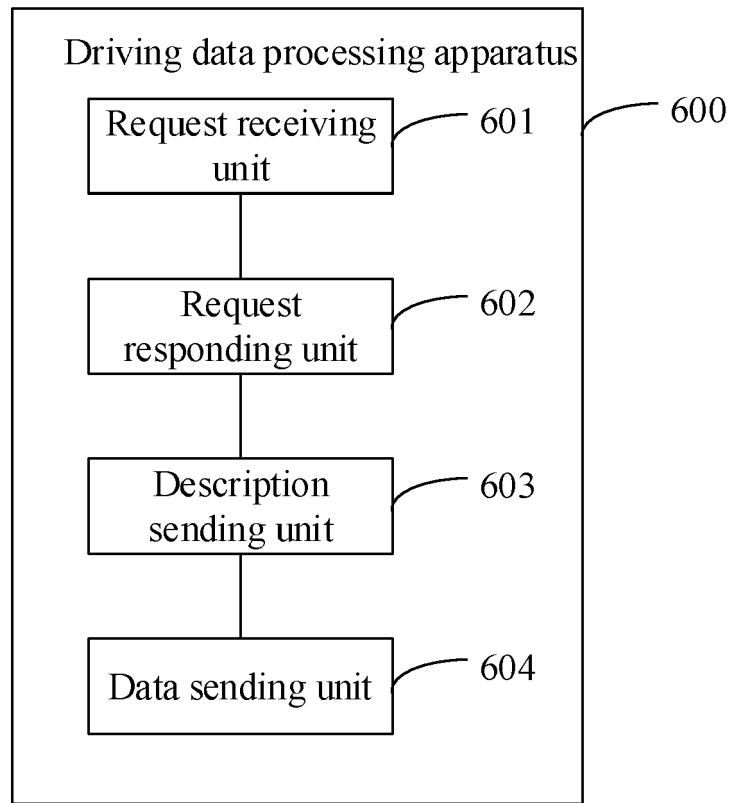 Driving data processing apparatus
Request receiving
unit
601
600
Request
responding unit
602
Description
sending unit
603
Data sending unit
604